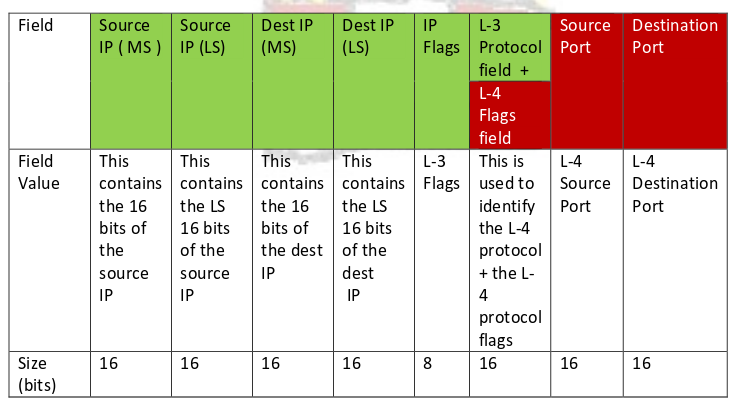 Field
Source
IP ( MS )
Source
IP (LS)
Dest IP
(MS)
Dest IP
(LS)
IP
Flags
L-3
Protocol
field  +
L-4
Flags
field
Source
Port
Destination
Port
Field
Value
This
contains
the 16
bits of
the
source
IP
This
contains
the LS
16 bits
of the
source
IP
This
contains
the 16
bits of
the dest
IP
This
contains
the LS
16 bits
of the
dest
IP
L-3
Flags
This is
used to
identify
the L-4
protocol
+ the L-
4
protocol
flags
L-4
Source
Port
L-4
Destination
Port
Size
(bits)
16
16
16
16
8
16
16
16